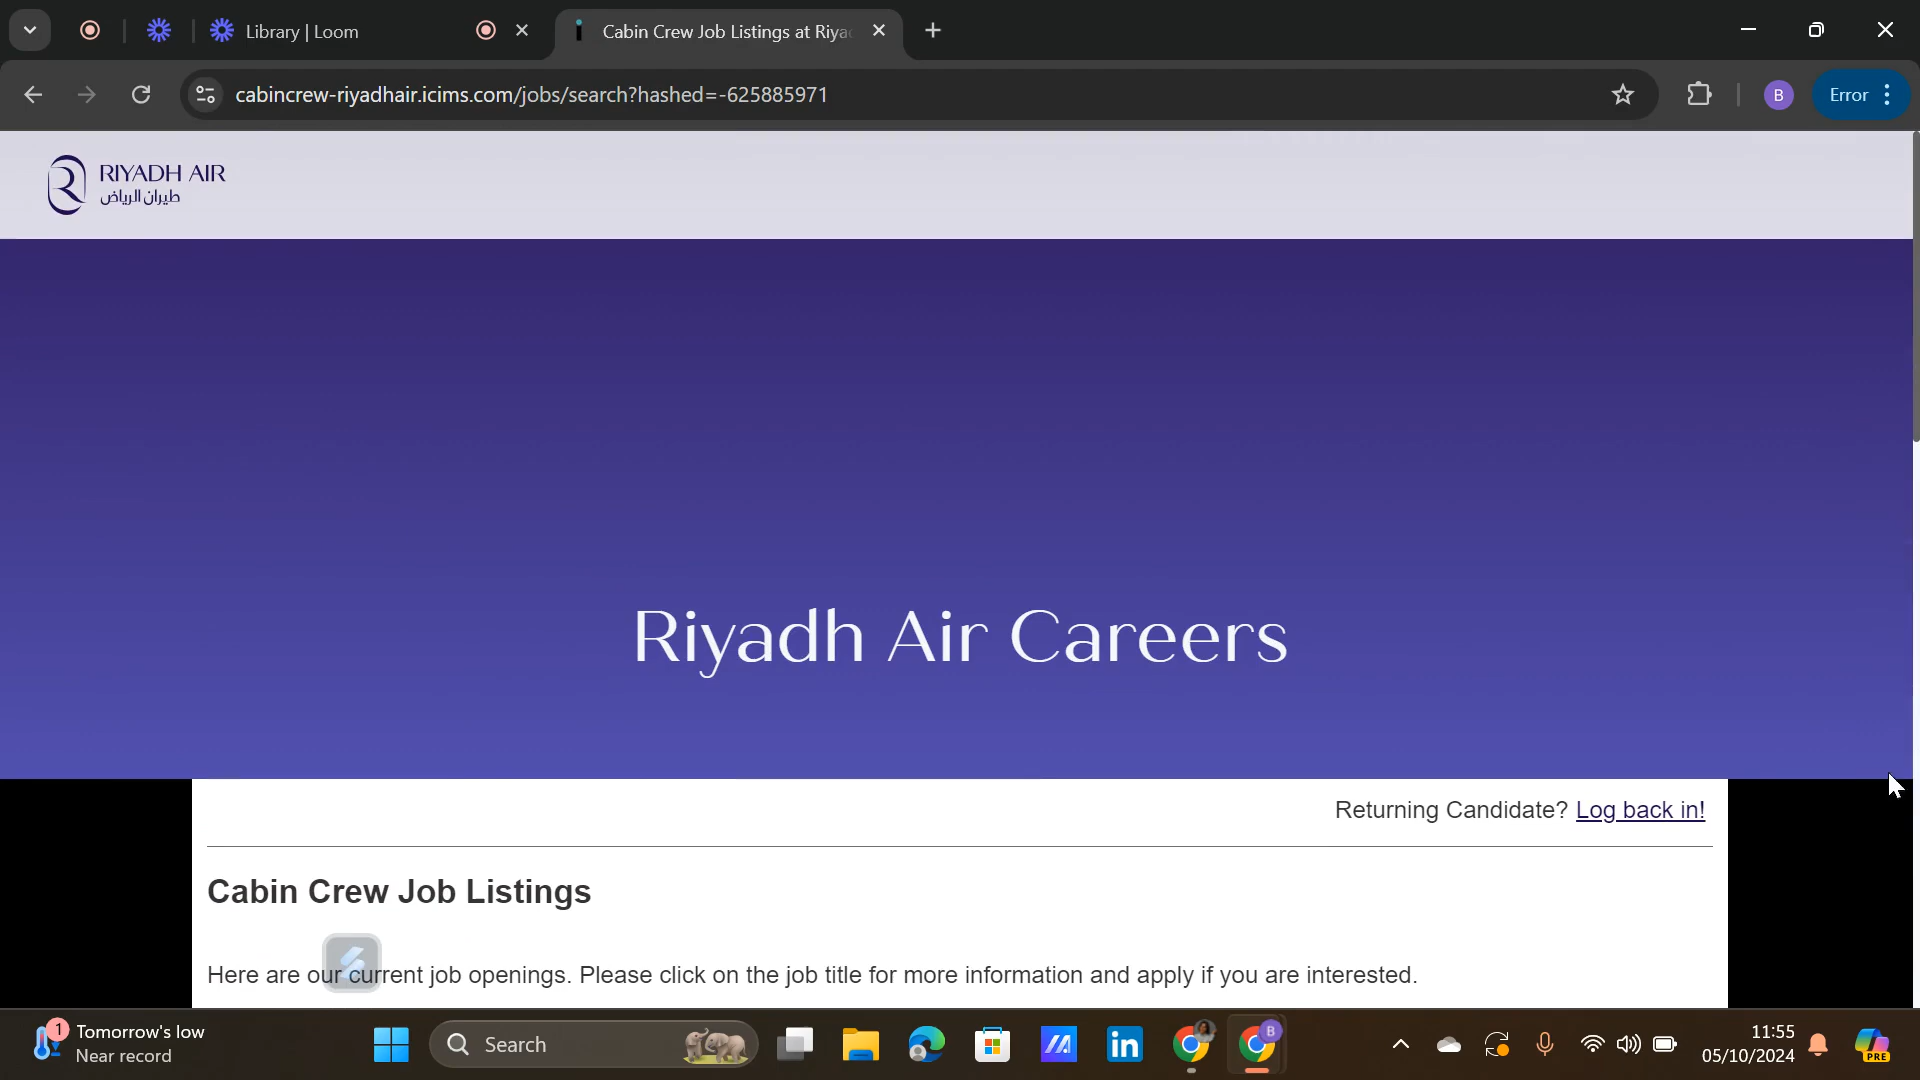 Library | Loom
Cabin Crew Job Listings at Riya
cabincrew-riyadhair.icims.com/jobs/search?hashed=-625885971
B
Error
RIYADH AIR
طيران الرياض
Riyadh Air Careers
Returning Candidate? Log back in!
Cabin Crew Job Listings
Here are our current job openings. Please click on the job title for more information and apply if you are interested.
1
Tomorrow's low
Near record
Search
in
B
11:55
05/10/2024
PRE